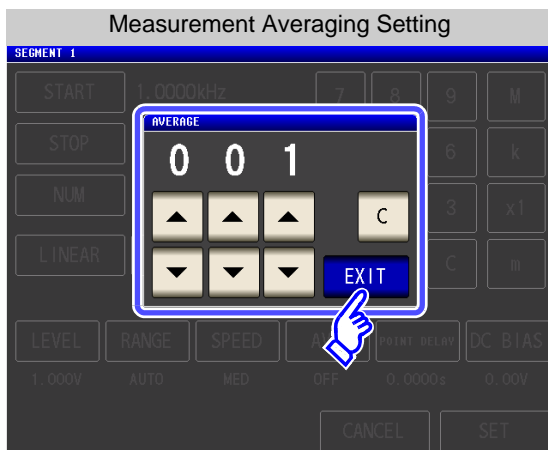 Measurement Averaging Setting
SEGMENT 1
START 1.0000kHz 7 8 9 M
AVERAGE
STOP 0 0 1 6 k
NUM C 3 x1
LINEAR EXIT C m
LEVEL RANGE SPEED POINT DELAY DC BIAS
1.000V AUTO MED OFF 0.0000s 0.00V
CANCEL SET